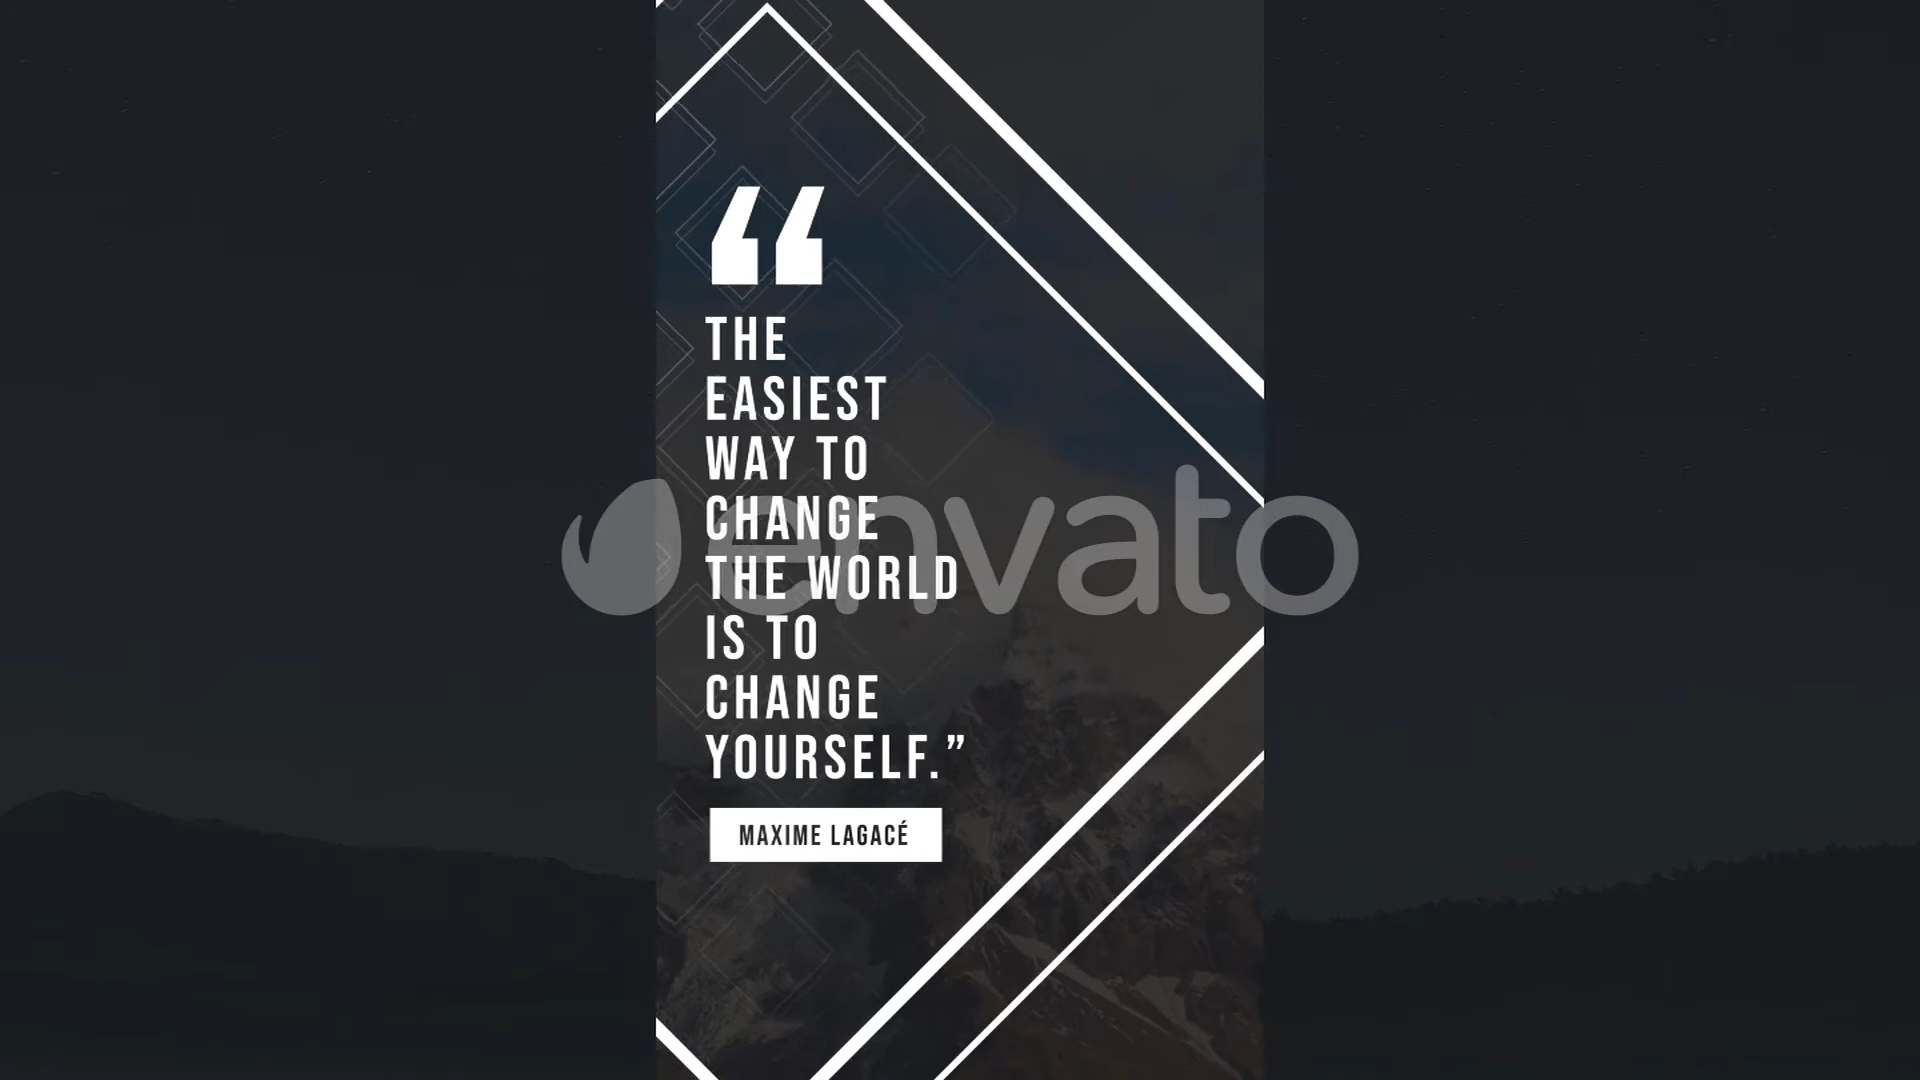 “
THE
EASIEST
WAY TO
CHANGE
THE WORLD
IS TO
CHANGE
YOURSELF.”
MAXIME LAGACÉ
envato